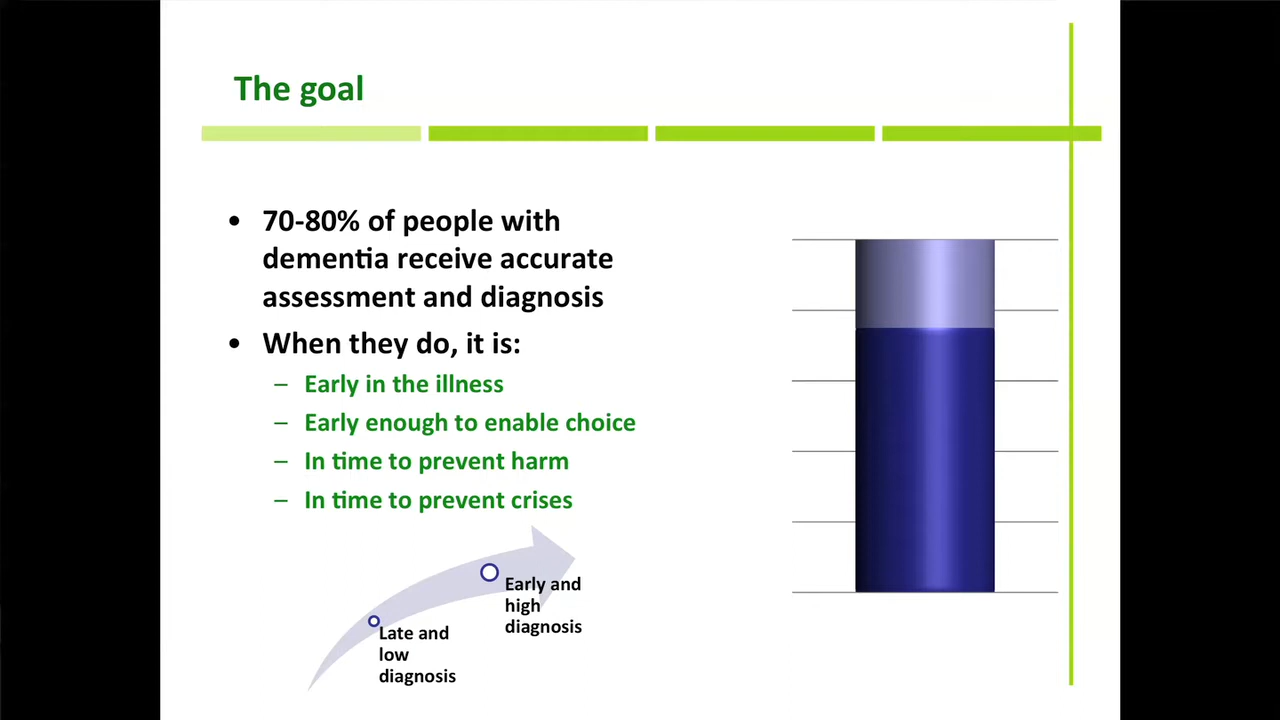 The goal
• 70-80% of people with
dementia receive accurate
assessment and diagnosis
• When they do, it is:
– Early in the illness
– Early enough to enable choice
– In time to prevent harm
– In time to prevent crises
Early and
high
diagnosis
Late and
low
diagnosis